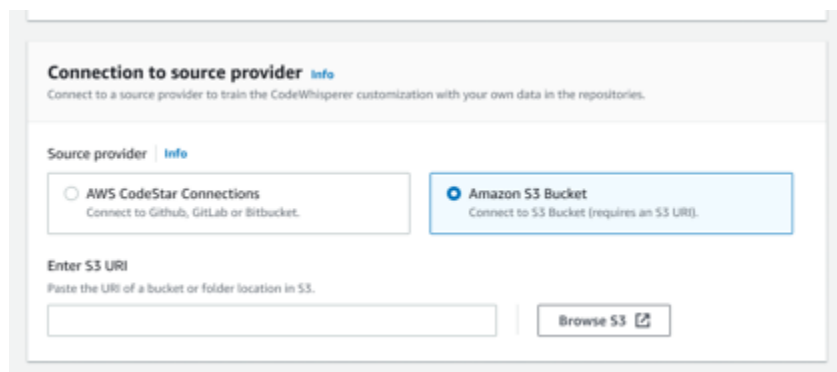 Connection to source provider Info
Connect to a source provider to train the CodeWhisperer customization with your own data in the repositories.
Source provider Info
AWS CodeStar Connections
Connect to Github, GitLab or Bitbucket.
Amazon S3 Bucket
Connect to S3 Bucket (requires an S3 URI).
Enter S3 URI
Paste the URI of a bucket or folder location in S3.
Browse S3